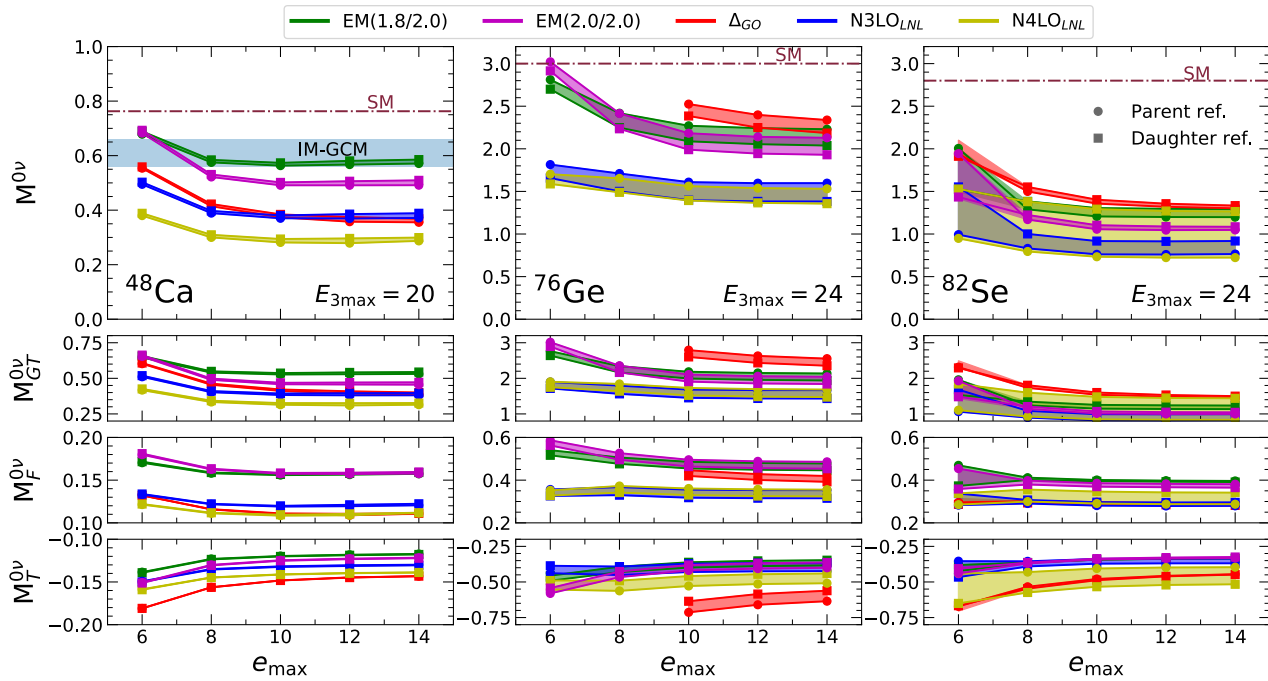 EM(1.8/2.0) EM(2.0/2.0) Δ_GO N3LO_LNL N4LO_LNL
M^0ν
1.0
0.8
0.6
0.4
0.2
0.0
SM
IM-GCM
^48Ca
E_3max = 20
3.0
2.5
2.0
1.5
1.0
0.5
0.0
SM
^76Ge
E_3max = 24
3.0
2.5
2.0
1.5
1.0
0.5
0.0
SM
Parent ref.
Daughter ref.
^82Se
E_3max = 24
M^0ν_GT
0.75
0.50
0.25
3
2
1
3
2
1
M^0ν_F
0.20
0.15
0.10
0.6
0.4
0.2
0.6
0.4
0.2
M^0ν_T
−0.10
−0.15
−0.20
−0.25
−0.50
−0.75
−0.25
−0.50
−0.75
6 8 10 12 14
6 8 10 12 14
6 8 10 12 14
e_max
e_max
e_max